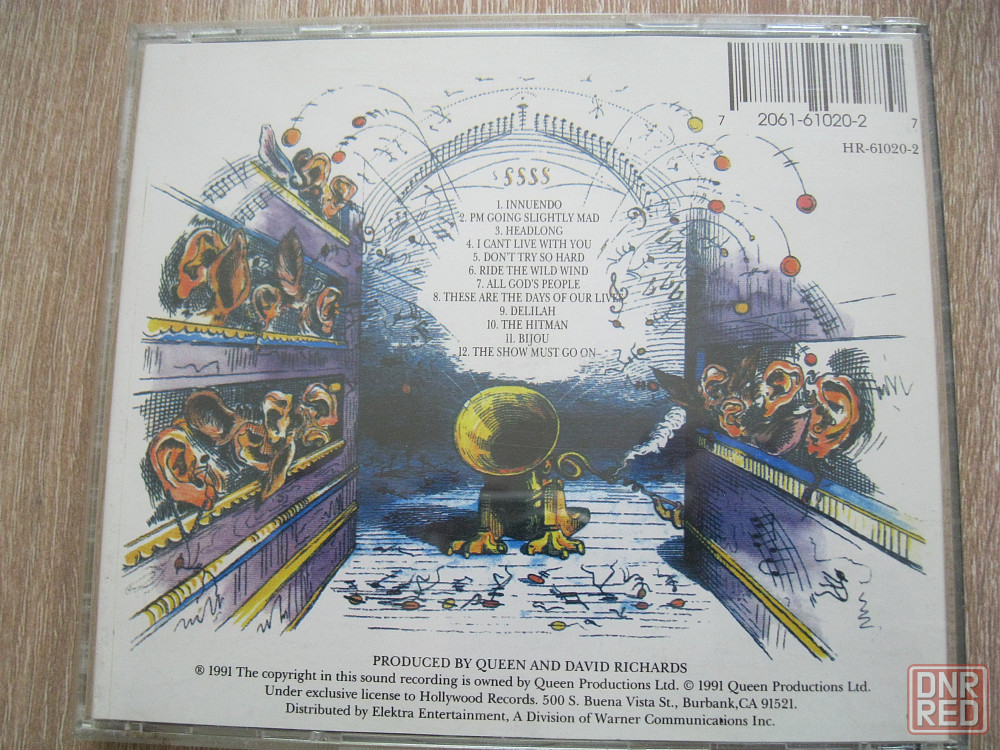 7 2061-61020-2 7
HR-61020-2
1. INNUENDO
2. PM GOING SLIGHTLY MAD
3. HEADLONG
4. I CANT LIVE WITH YOU
5. DON'T TRY SO HARD
6. RIDE THE WILD WIND
7. ALL GOD'S PEOPLE
8. THESE ARE THE DAYS OF OUR LIVES
9. DELILAH
10. THE HITMAN
11. BIJOU
12. THE SHOW MUST GO ON
PRODUCED BY QUEEN AND DAVID RICHARDS
℗ 1991 The copyright in this sound recording is owned by Queen Productions Ltd. © 1991 Queen Productions Ltd.
Under exclusive license to Hollywood Records. 500 S. Buena Vista St., Burbank,CA 91521.
Distributed by Elektra Entertainment, A Division of Warner Communications Inc.
DNR
RED